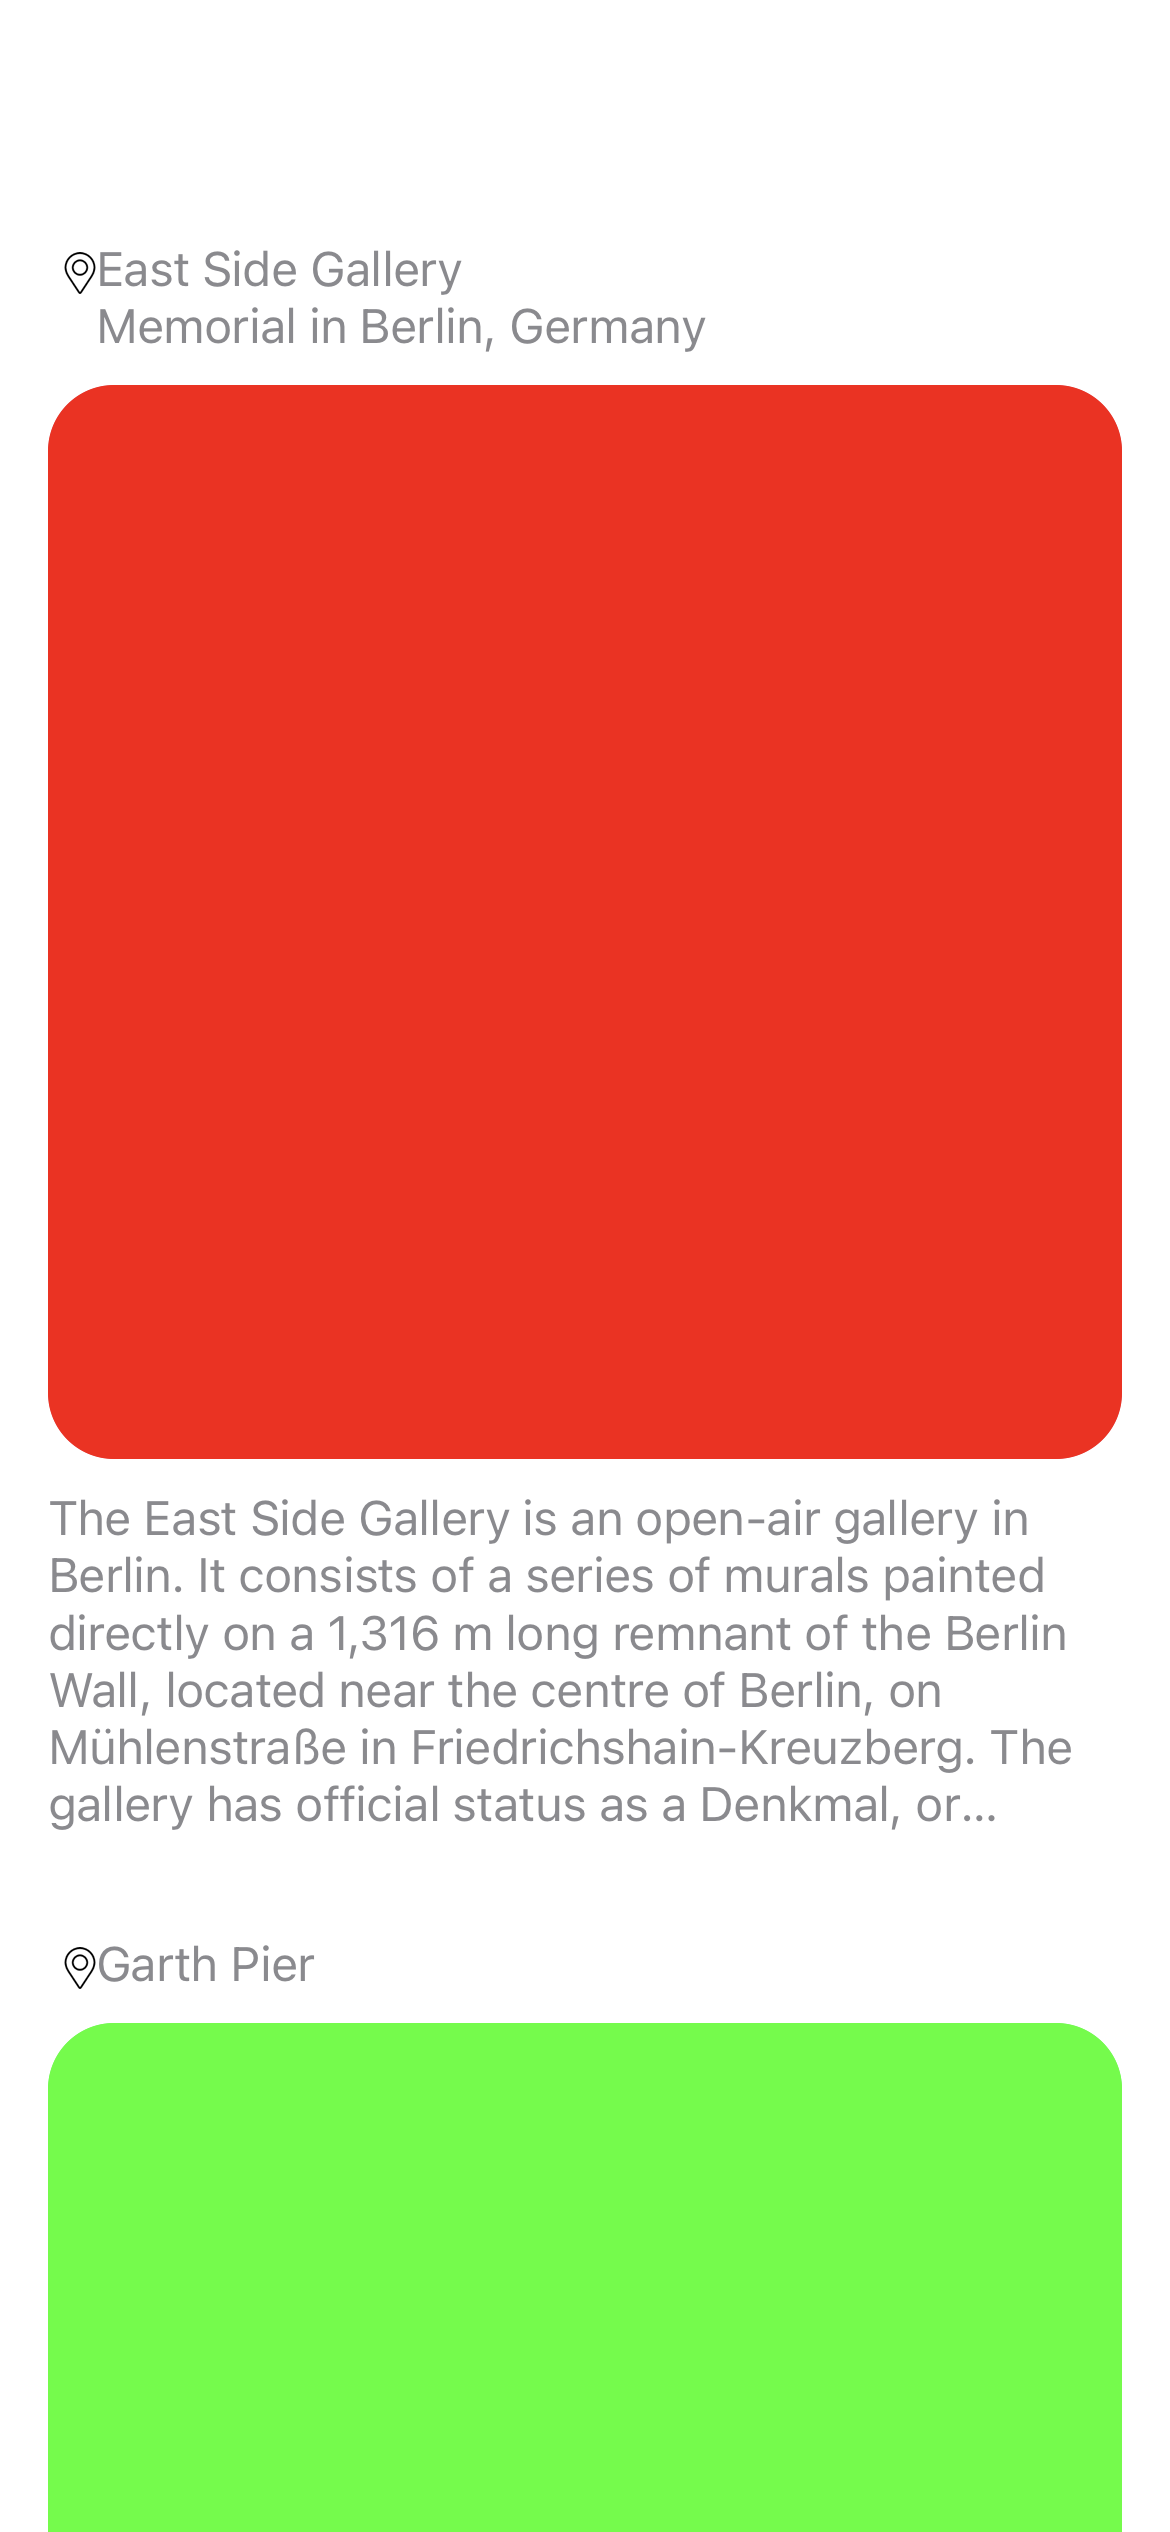 East Side Gallery
Memorial in Berlin, Germany
The East Side Gallery is an open-air gallery in
Berlin. It consists of a series of murals painted
directly on a 1,316 m long remnant of the Berlin
Wall, located near the centre of Berlin, on
Mühlenstraße in Friedrichshain-Kreuzberg. The
gallery has official status as a Denkmal, or...
Garth Pier